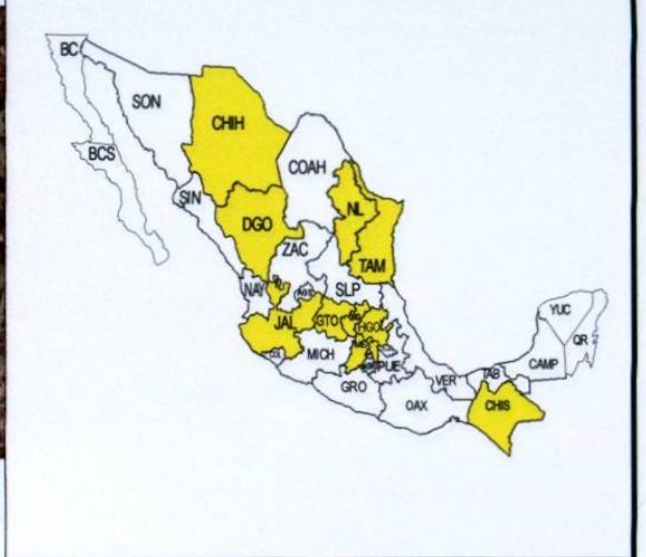 BC
SON
CHIH
BCS
COAH
SIN
NL
DGO
ZAC
TAM
NAY
SLP
JAL
GTO
HGO
MICH
PUE
GRO
VER
OAX
TAB
CAMP
YUC
QR
CHIS